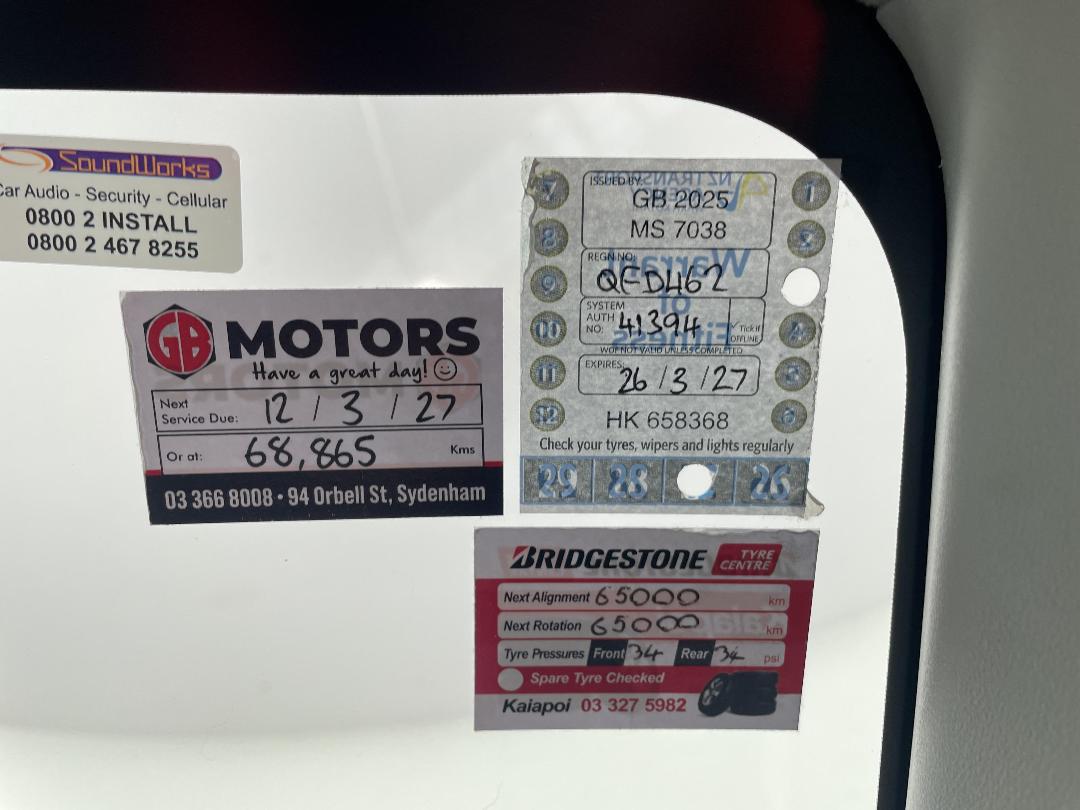 SoundWorks
Car Audio - Security - Cellular
0800 2 INSTALL
0800 2 467 8255
GB MOTORS
Have a great day!
Next Service Due: 12 / 3 / 27
Or at: 68,865 Kms
03 366 8008 • 94 Orbell St, Sydenham
NZ TRANSPORT
Warrant
of
Fitness
ISSUED BY:
GB 2025
MS 7038
REGN NO:
QFD462
SYSTEM AUTH NO: 41394
✓ Tick if OFFLINE
WOF NOT VALID UNLESS COMPLETED
EXPIRES: 26 / 3 / 27
HK 658368
Check your tyres, wipers and lights regularly
7 1
8 2
9
10 4
11 5
12 6
29 28 26
BRIDGESTONE TYRE CENTRE
Next Alignment 65000 km
Next Rotation 65000 km
Tyre Pressures Front 34 Rear 34 psi
Spare Tyre Checked
Kaiapoi 03 327 5982